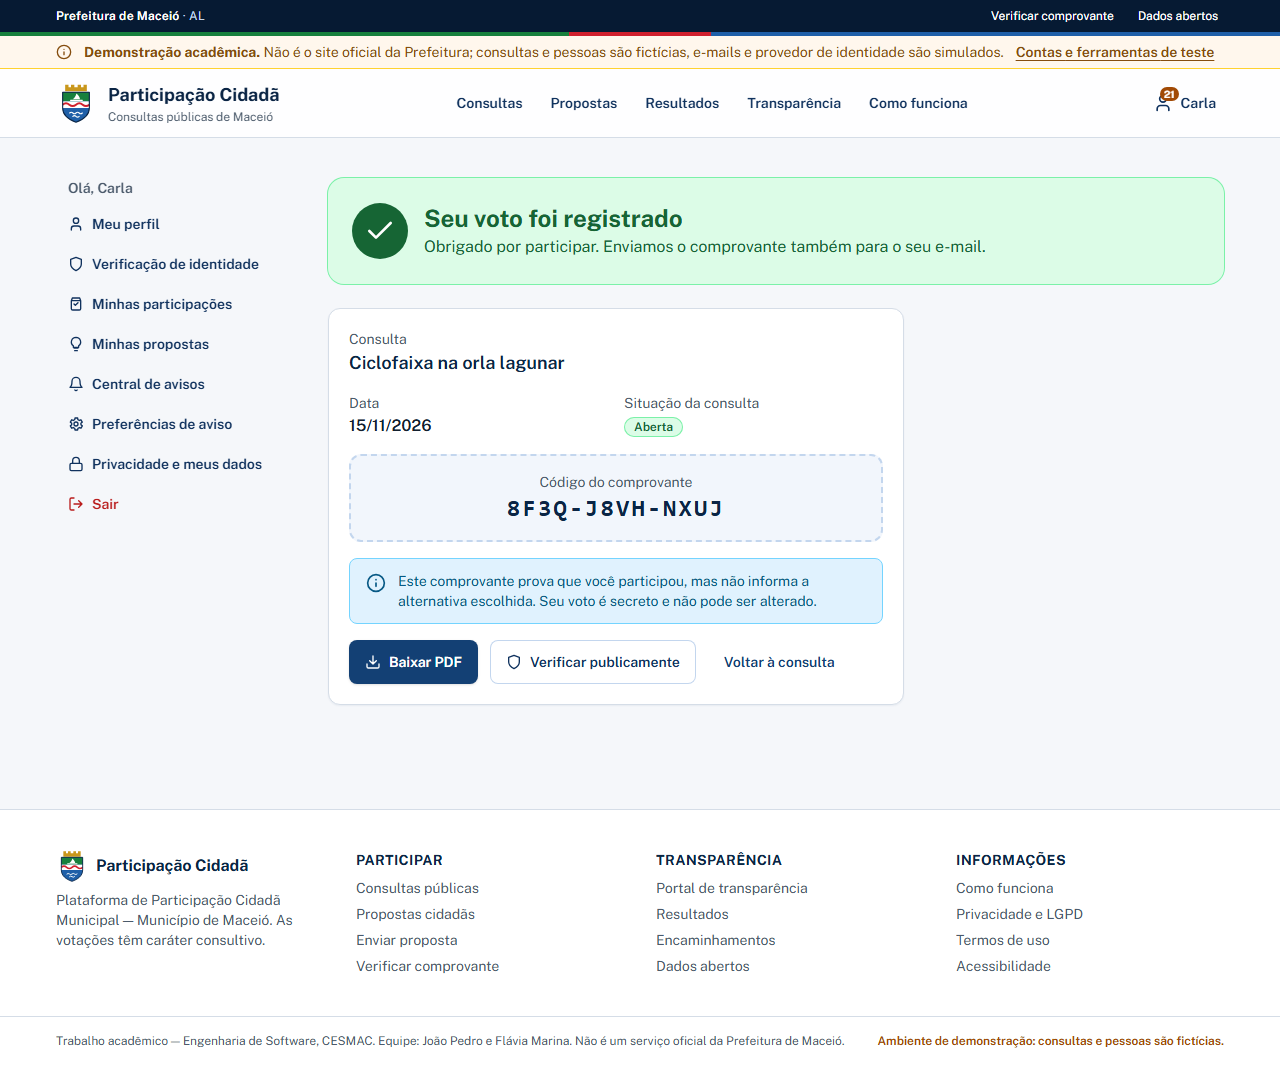 Prefeitura de Maceió · AL
Verificar comprovante
Dados abertos
Demonstração acadêmica. Não é o site oficial da Prefeitura; consultas e pessoas são fictícias, e-mails e provedor de identidade são simulados. Contas e ferramentas de teste
Participação Cidadã
Consultas públicas de Maceió
Consultas
Propostas
Resultados
Transparência
Como funciona
21
Carla
Olá, Carla
Meu perfil
Verificação de identidade
Minhas participações
Minhas propostas
Central de avisos
Preferências de aviso
Privacidade e meus dados
Sair
Seu voto foi registrado
Obrigado por participar. Enviamos o comprovante também para o seu e-mail.
Consulta
Ciclofaixa na orla lagunar
Data
15/11/2026
Situação da consulta
Aberta
Código do comprovante
8F3Q-J8VH-NXUJ
Este comprovante prova que você participou, mas não informa a
alternativa escolhida. Seu voto é secreto e não pode ser alterado.
Baixar PDF
Verificar publicamente
Voltar à consulta
Participação Cidadã
Plataforma de Participação Cidadã
Municipal — Município de Maceió. As
votações têm caráter consultivo.
PARTICIPAR
Consultas públicas
Propostas cidadãs
Enviar proposta
Verificar comprovante
TRANSPARÊNCIA
Portal de transparência
Resultados
Encaminhamentos
Dados abertos
INFORMAÇÕES
Como funciona
Privacidade e LGPD
Termos de uso
Acessibilidade
Trabalho acadêmico — Engenharia de Software, CESMAC. Equipe: João Pedro e Flávia Marina. Não é um serviço oficial da Prefeitura de Maceió.
Ambiente de demonstração: consultas e pessoas são fictícias.